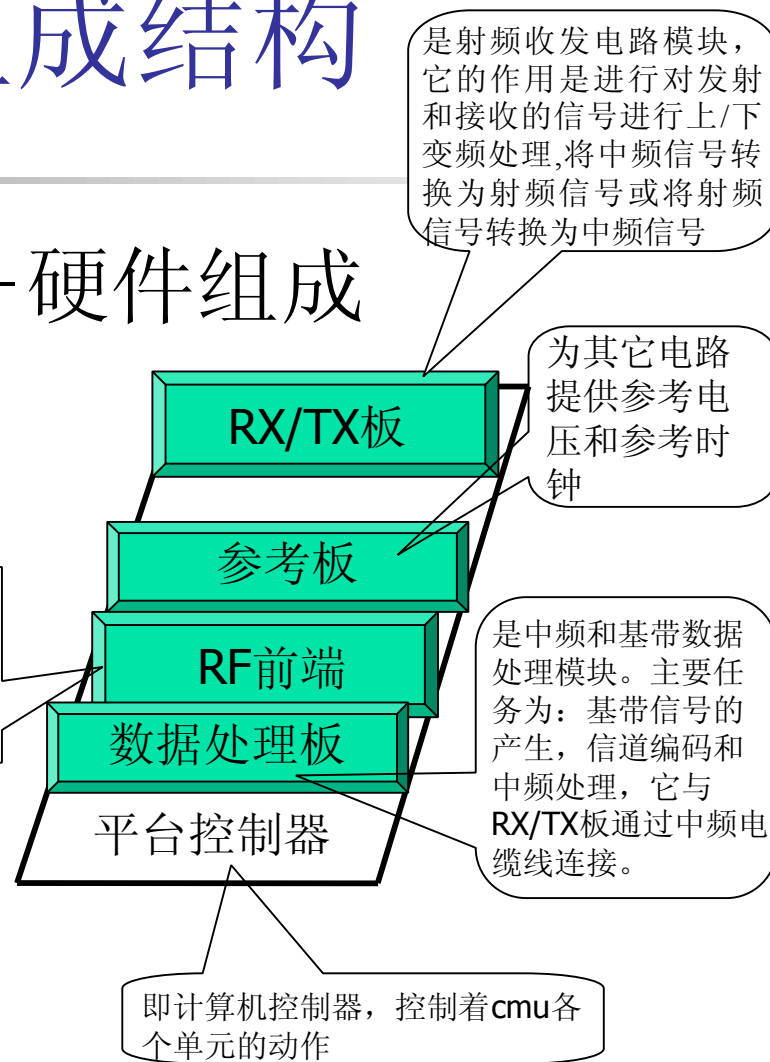 组成结构
是射频收发电路模块，
它的作用是进行对发射
和接收的信号进行上/下
变频处理,将中频信号转
换为射频信号或将射频
信号转换为中频信号
硬件组成
RX/TX板
为其它电路
提供参考电
压和参考时
钟
参考板
RF前端
数据处理板
平台控制器
是中频和基带数据
处理模块。主要任
务为：基带信号的
产生，信道编码和
中频处理，它与
RX/TX板通过中频电
缆线连接。
即计算机控制器，控制着cmu各
个单元的动作